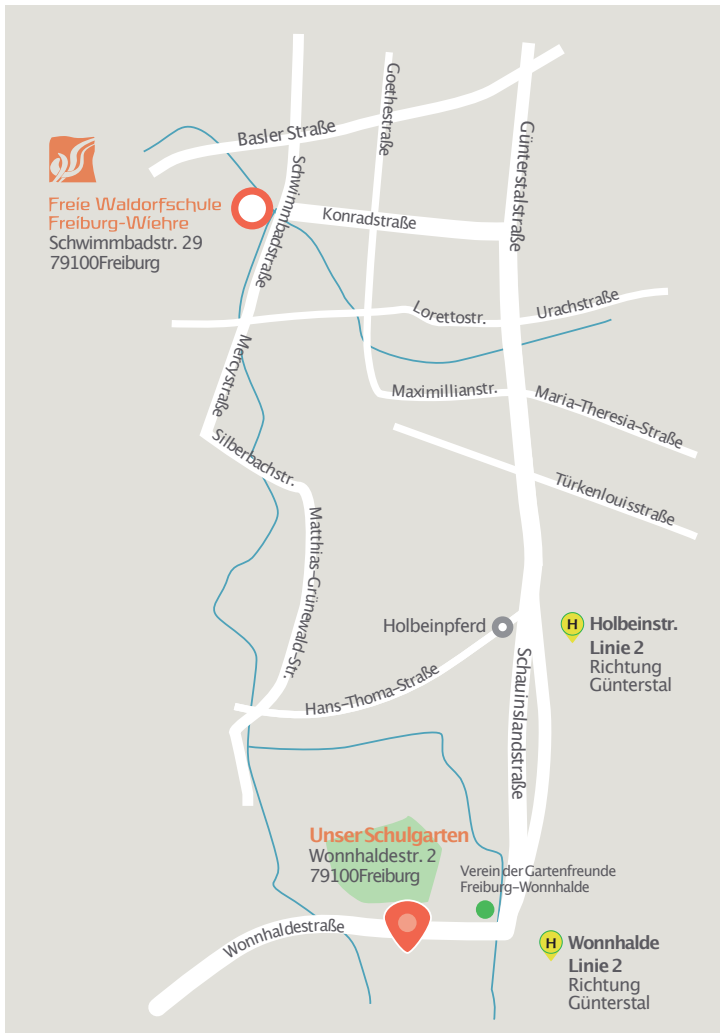 Goethestraße
Basler Straße
Günterstalstraße
Schwimmbadstraße
Freie Waldorfschule
Freiburg-Wiehre
Schwimmbadstr. 29
79100Freiburg
Konradstraße
Lorettostr.
Urachstraße
Mercystraße
Maximillianstr.
Maria-Theresia-Straße
Silberbachstr.
Türkenlouisstraße
Matthias-Grünewald-Str.
Holbeinpferd
H Holbeinstr.
Linie 2
Richtung
Günterstal
Schauinslandstraße
Hans-Thoma-Straße
Unser Schulgarten
Wonnhaldestr. 2
79100Freiburg
Verein der Gartenfreunde
Freiburg-Wonnhalde
Wonnhaldestraße
H Wonnhalde
Linie 2
Richtung
Günterstal